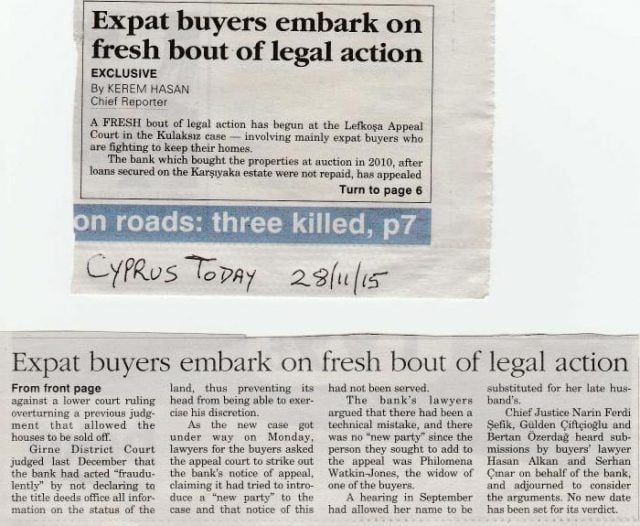 Expat buyers embark on
fresh bout of legal action
EXCLUSIVE
By KEREM HASAN
Chief Reporter
A FRESH bout of legal action has begun at the Lefkoşa Appeal
Court in the Kulaksız case — involving mainly expat buyers who
are fighting to keep their homes.
The bank which bought the properties at auction in 2010, after
loans secured on the Karşıyaka estate were not repaid, has appealed
Turn to page 6
on roads: three killed, p7
CYPRUS TODAY 28/11/15
Expat buyers embark on fresh bout of legal action
From front page
against a lower court ruling
overturning a previous judg-
ment that allowed the
houses to be sold off.
Girne District Court
judged last December that
the bank had acted "fraudu-
lently" by not declaring to
the title deeds office all infor-
mation on the status of the
land, thus preventing its
head from being able to exer-
cise his discretion.
As the new case got
under way on Monday,
lawyers for the buyers asked
the appeal court to strike out
the bank's notice of appeal,
claiming it had tried to intro-
duce a "new party" to the
case and that notice of this
had not been served.
The bank's lawyers
argued that there had been a
technical mistake, and there
was no "new party" since the
person they sought to add to
the appeal was Philomena
Watkin-Jones, the widow of
one of the buyers.
A hearing in September
had allowed her name to be
substituted for her late hus-
band's.
Chief Justice Narin Ferdi
Şefik, Gülden Çiftçioğlu and
Bertan Özerdağ heard sub-
missions by buyers' lawyer
Hasan Alkan and Serhan
Çınar on behalf of the bank,
and adjourned to consider
the arguments. No new date
has been set for its verdict.